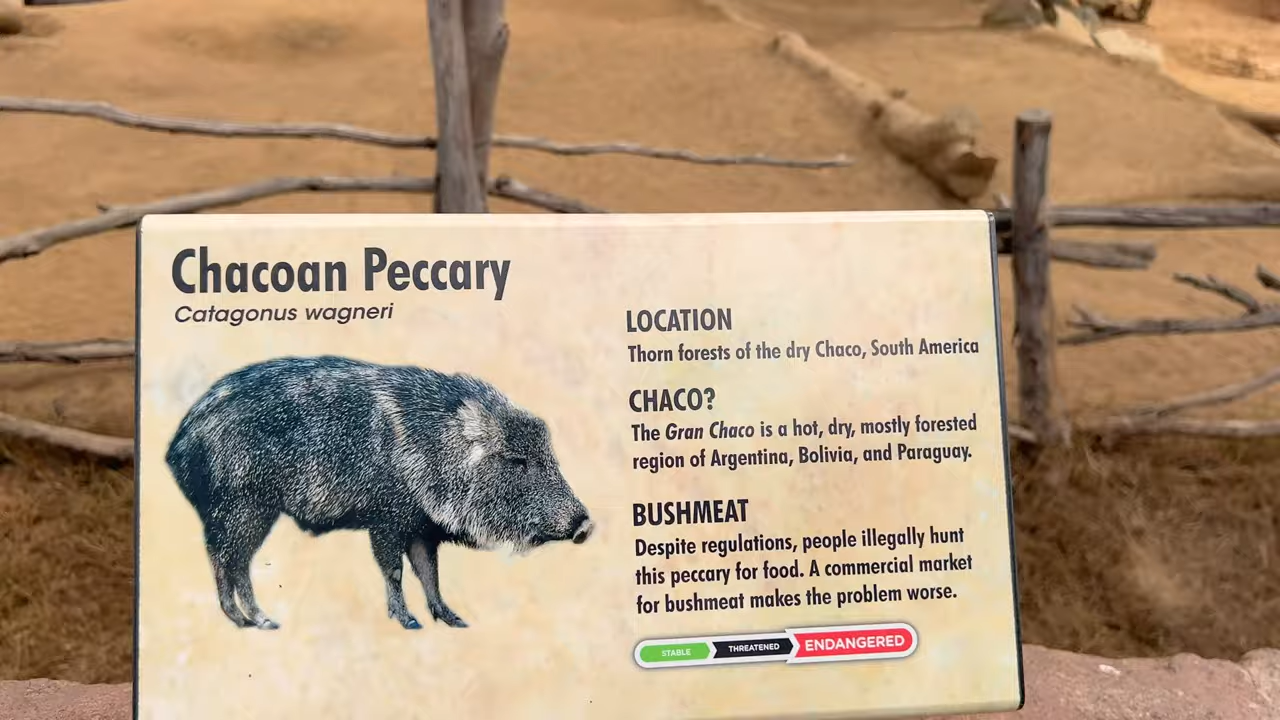 Chacoan Peccary
Catagonus wagneri
LOCATION
Thorn forests of the dry Chaco, South America
CHACO?
The Gran Chaco is a hot, dry, mostly forested
region of Argentina, Bolivia, and Paraguay.
BUSHMEAT
Despite regulations, people illegally hunt
this peccary for food. A commercial market
for bushmeat makes the problem worse.
STABLE THREATENED ENDANGERED